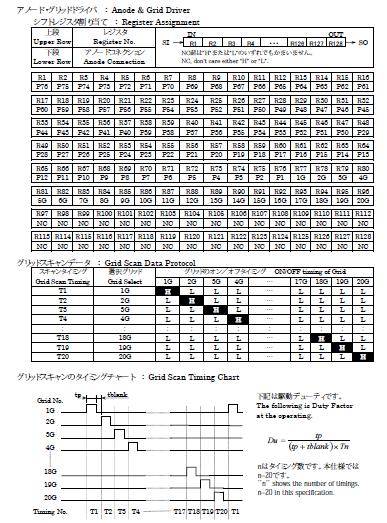 アノード・グリッドドライバ : Anode & Grid Driver
シフトレジスタ割り当て : Register Assignment
上段 レジスタ
Upper Row Register No.
下段 アノードコネクション
Lower Row Anode Connection
IN OUT
SI R1 R2 R3 R4 ··· R126 R127 R128 SO
NC部は"H"または"L"のいずれでもかまいません。
NC, don't care either "H" or "L".
R1 R2 R3 R4 R5 R6 R7 R8 R9 R10 R11 R12 R13 R14 R15 R16
P76 P75 P74 P73 P72 P71 P70 P69 P68 P67 P66 P65 P64 P63 P62 P61
R17 R18 R19 R20 R21 R22 R23 R24 R25 R26 R27 R28 R29 R30 R31 R32
P60 P59 P58 P57 P56 P55 P54 P53 P52 P51 P50 P49 P48 P47 P46 P45
R33 R34 R35 R36 R37 R38 R39 R40 R41 R42 R43 R44 R45 R46 R47 R48
P44 P43 P42 P41 P40 P39 P38 P37 P36 P35 P34 P33 P32 P31 P30 P29
R49 R50 R51 R52 R53 R54 R55 R56 R57 R58 R59 R60 R61 R62 R63 R64
P28 P27 P26 P25 P24 P23 P22 P21 P20 P19 P18 P17 P16 P15 P14 P13
R65 R66 R67 R68 R69 R70 R71 R72 R73 R74 R75 R76 R77 R78 R79 R80
P12 P11 P10 P9 P8 P7 P6 P5 P4 P3 P2 P1 1G 2G 3G 4G
R81 R82 R83 R84 R85 R86 R87 R88 R89 R90 R91 R92 R93 R94 R95 R96
5G 6G 7G 8G 9G 10G 11G 12G 13G 14G 15G 16G 17G 18G 19G 20G
R97 R98 R99 R100 R101 R102 R103 R104 R105 R106 R107 R108 R109 R110 R111 R112
NC NC NC NC NC NC NC NC NC NC NC NC NC NC NC NC
R113 R114 R115 R116 R117 R118 R119 R120 R121 R122 R123 R124 R125 R126 R127 R128
NC NC NC NC NC NC NC NC NC NC NC NC NC NC NC NC
グリッドスキャンデータ : Grid Scan Data Protocol
スキャンタイミング 選択グリッド グリッドのオン／オフタイミング ON/OFF timing of Grid
Grid Scan Timing Grid Select 1G 2G 3G 4G ··· 17G 18G 19G 20G
T1 1G H L L L ··· L L L L
T2 2G L H L L ··· L L L L
T3 3G L L H L ··· L L L L
T4 4G L L L H ··· L L L L
: : : : : : : : : :
T18 18G L L L L ··· L H L L
T19 19G L L L L ··· L L H L
T20 20G L L L L ··· L L L H
グリッドスキャンのタイミングチャート : Grid Scan Timing Chart
Grid No. tp tblank
1G
2G
3G
4G
18G
19G
20G
Timing No. T1 T2 T3 T4 T17 T18 T19 T20 T1
下記は駆動デューティです。
The following is Duty Factor
at the operating.
Du = tp / (tp + tblank) × Tn
nはタイミング数です。本仕様では
n=20です。
"n" shows the number of timings.
n=20 in this specification.